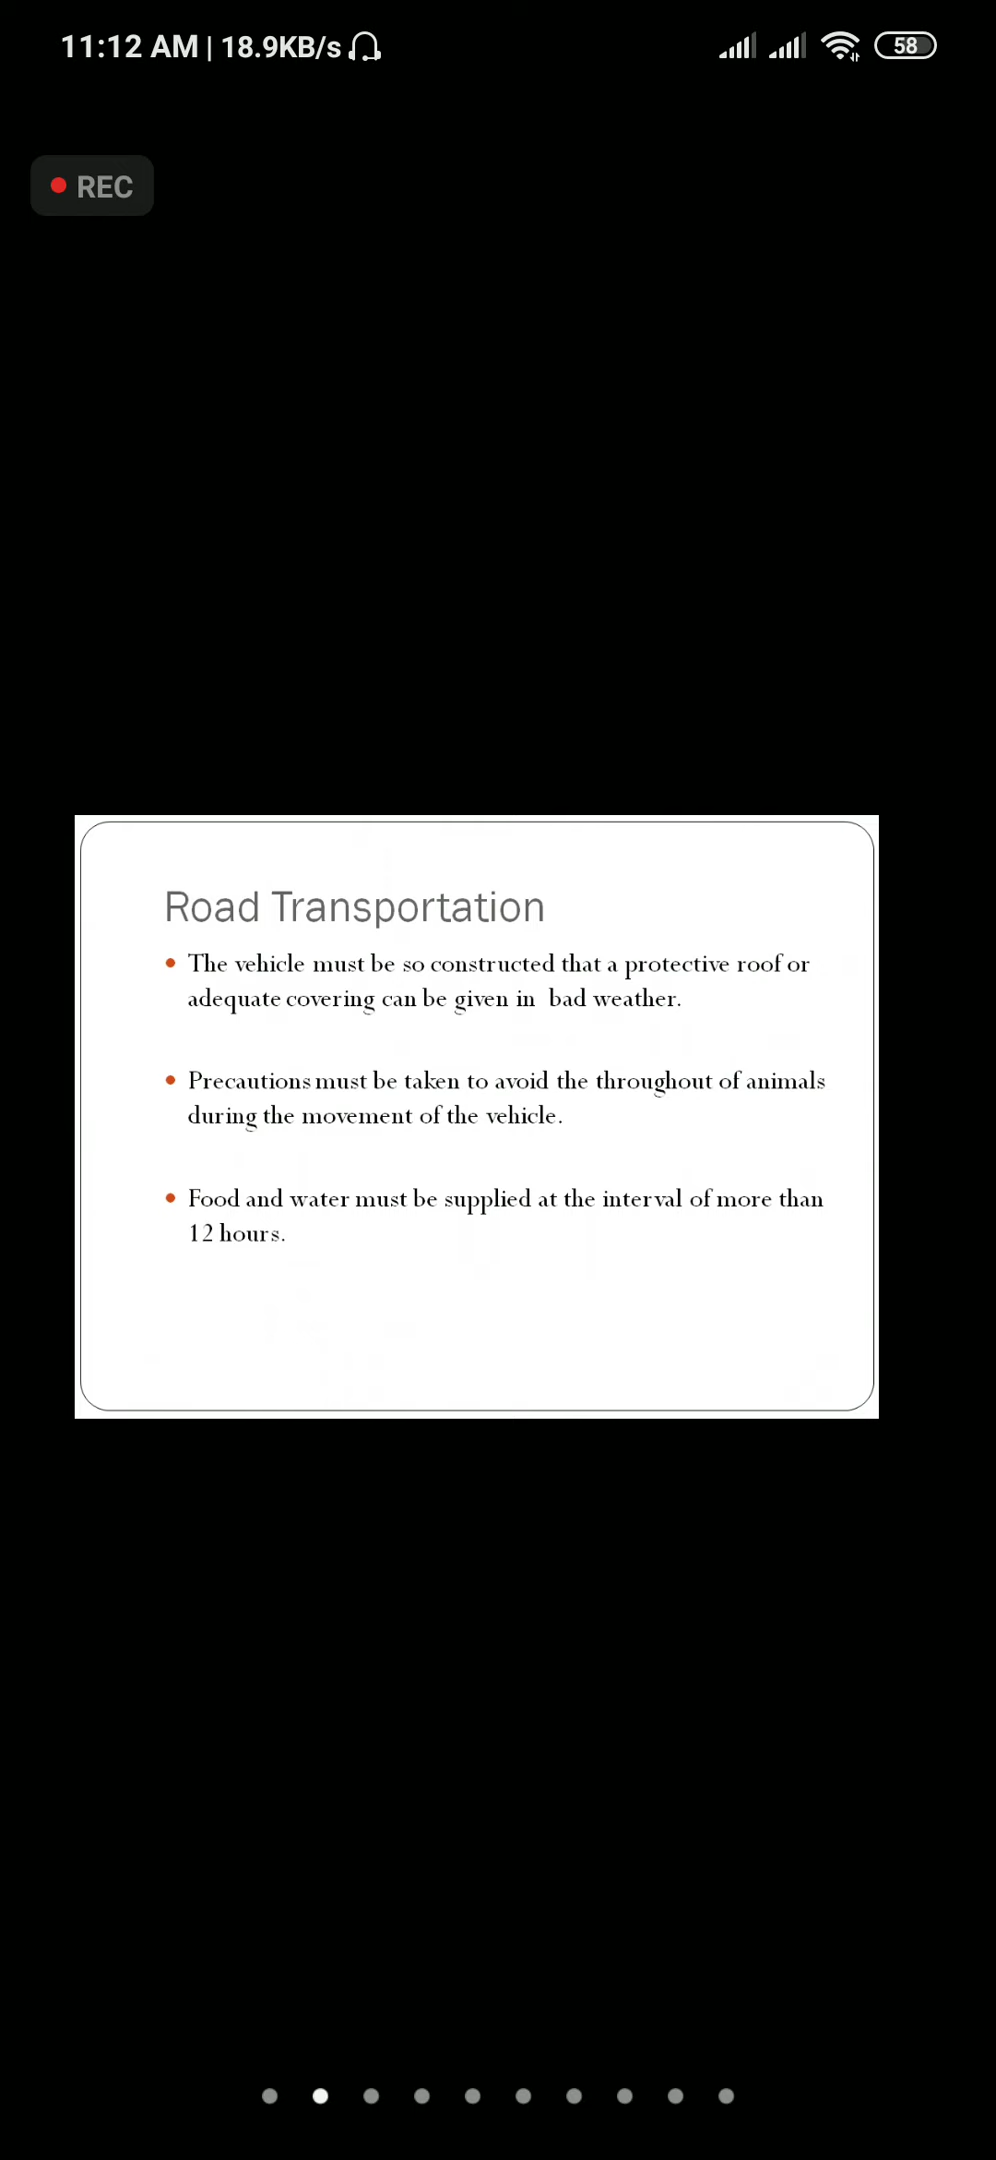 11:12 AM | 18.9KB/s
58
REC
Road Transportation
The vehicle must be so constructed that a protective roof or
adequate covering can be given in bad weather.
Precautions must be taken to avoid the throughout of animals
during the movement of the vehicle.
Food and water must be supplied at the interval of more than
12 hours.